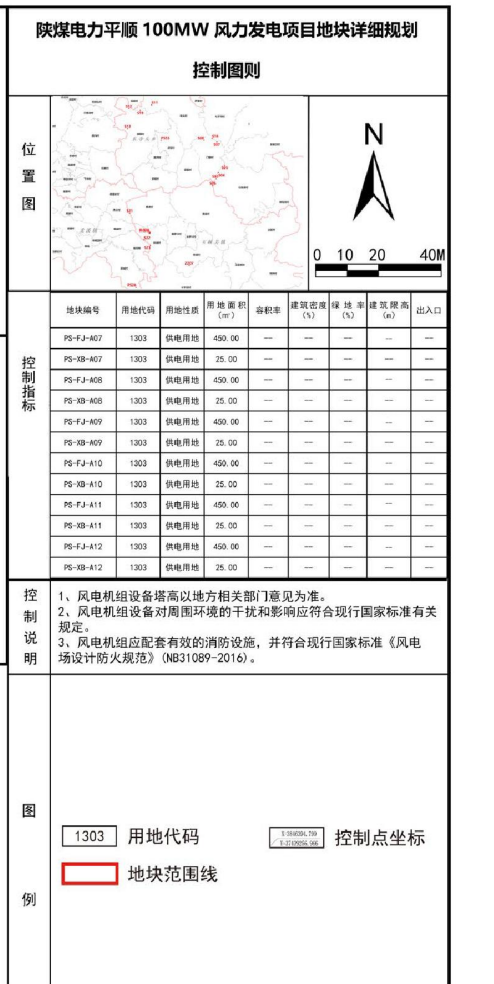 陕煤电力平顺 100MW 风力发电项目地块详细规划
控制图则
位置图
N
0 10 20 40M
控制指标
地块编号 用地代码 用地性质 用地面积(㎡) 容积率 建筑密度(%) 绿地率(%) 建筑限高(m) 出入口
PS-FJ-A07 1303 供电用地 450.00 — — — — —
PS-XB-A07 1303 供电用地 25.00 — — — — —
PS-FJ-A08 1303 供电用地 450.00 — — — — —
PS-XB-A08 1303 供电用地 25.00 — — — — —
PS-FJ-A09 1303 供电用地 450.00 — — — — —
PS-XB-A09 1303 供电用地 25.00 — — — — —
PS-FJ-A10 1303 供电用地 450.00 — — — — —
PS-XB-A10 1303 供电用地 25.00 — — — — —
PS-FJ-A11 1303 供电用地 450.00 — — — — —
PS-XB-A11 1303 供电用地 25.00 — — — — —
PS-FJ-A12 1303 供电用地 450.00 — — — — —
PS-XB-A12 1303 供电用地 25.00 — — — — —
控制说明
1、风电机组设备塔高以地方相关部门意见为准。
2、风电机组设备对周围环境的干扰和影响应符合现行国家标准有关
规定。
3、风电机组应配套有效的消防设施，并符合现行国家标准《风电
场设计防火规范》(NB31089-2016)。
图例
1303 用地代码
控制点坐标
地块范围线